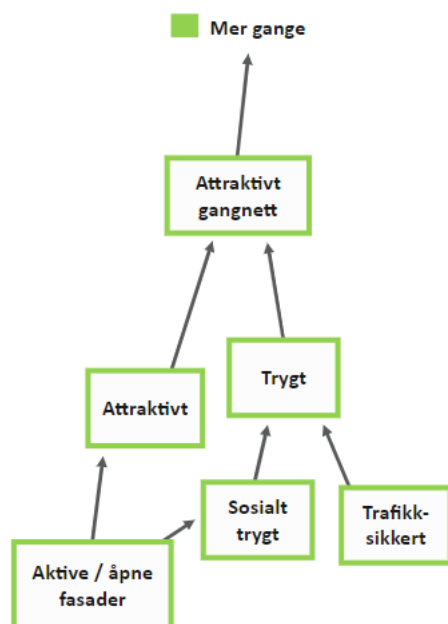 Mer gange
Attraktivt
gangnett
Attraktivt
Trygt
Sosialt
trygt
Trafikk-
sikkert
Aktive / åpne
fasader